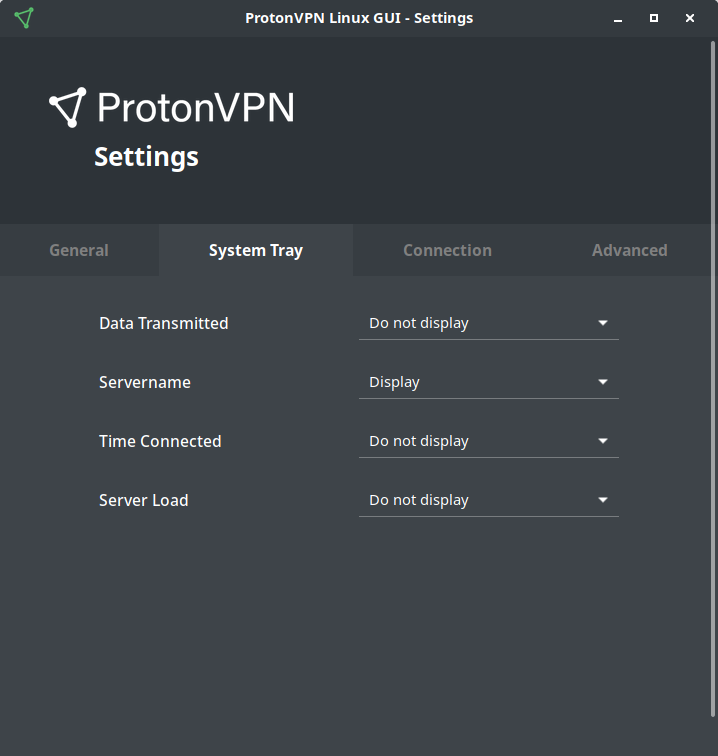 ProtonVPN Linux GUI - Settings
ProtonVPN
Settings
General System Tray Connection Advanced
Data Transmitted Do not display
Servername Display
Time Connected Do not display
Server Load Do not display